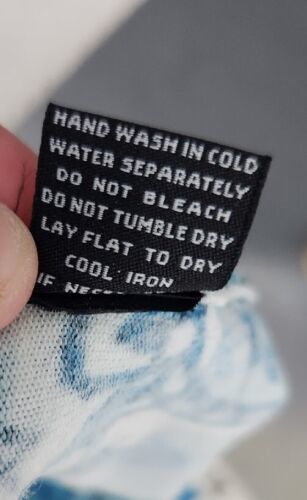 HAND WASH IN COLD
WATER SEPARATELY
DO NOT BLEACH
DO NOT TUMBLE DRY
LAY FLAT TO DRY
COOL IRON
IF